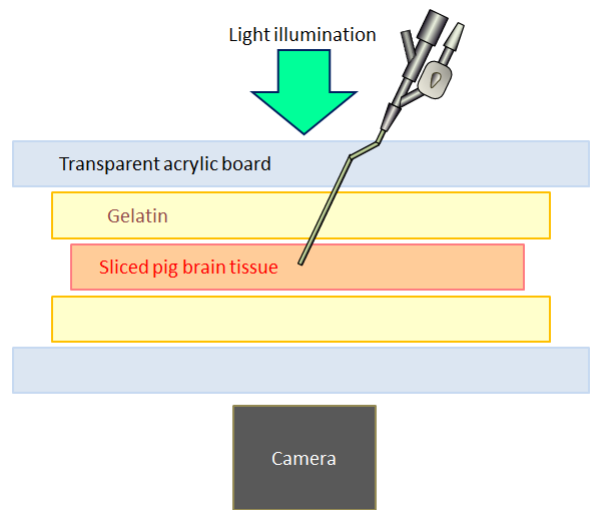 Light illumination
Transparent acrylic board
Gelatin
Sliced pig brain tissue
Camera